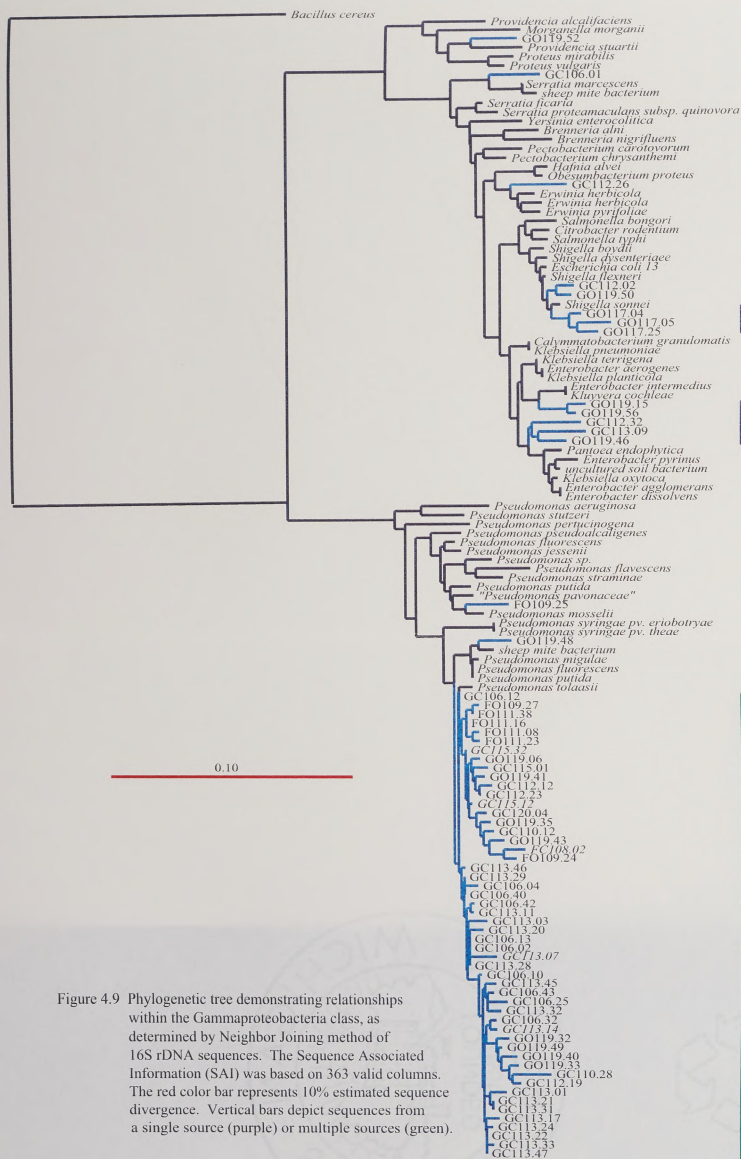 Bacillus cereus
Providencia alcalifaciens
Morganella morganii
GO119.52
Providencia stuartii
Proteus mirabilis
Proteus vulgaris
GC106.01
Serratia marcescens
sheep mite bacterium
Serratia ficaria
Serratia proteamaculans subsp. quinovora
Yersinia enterocolitica
Brenneria alni
Brenneria nigrifluens
Pectobacterium carotovorum
Pectobacterium chrysanthemi
Hafnia alvei
Obesumbacterium proteus
GC112.26
Erwinia herbicola
Erwinia herbicola
Erwinia pyrifoliae
Salmonella bongori
Citrobacter rodentium
Salmonella typhi
Shigella boydii
Shigella dysenteriaee
Escherichia coli 13
Shigella flexneri
GC112.02
GO119.50
Shigella sonnei
GO117.04
GO117.05
GO117.25
Calymmatobacterium granulomatis
Klebsiella pneumoniae
Klebsiella terrigena
Enterobacter aerogenes
Klebsiella planticola
Enterobacter intermedius
Kluyvera cochleae
GO119.15
GO119.56
GC112.32
GC113.09
GO119.46
Pantoea endophytica
Enterobacter pyrinus
uncultured soil bacterium
Klebsiella oxytoca
Enterobacter agglomerans
Enterobacter dissolvens
Pseudomonas aeruginosa
Pseudomonas stutzeri
Pseudomonas pertucinogena
Pseudomonas pseudoalcaligenes
Pseudomonas fluorescens
Pseudomonas jessenii
Pseudomonas sp.
Pseudomonas flavescens
Pseudomonas straminae
Pseudomonas putida
"Pseudomonas pavonaceae"
FO109.25
Pseudomonas mosselii
Pseudomonas syringae pv. eriobotryae
Pseudomonas syringae pv. theae
GO119.48
sheep mite bacterium
Pseudomonas migulae
Pseudomonas fluorescens
Pseudomonas putida
Pseudomonas tolaasii
GC106.12
FO109.27
FO111.38
FO111.16
FO111.08
FO111.23
GC115.32
GO119.06
GC115.01
GO119.41
GC112.12
GC112.23
GC115.12
GC120.04
GO119.35
GC110.12
GO119.43
FC108.02
FO109.24
GC113.46
GC113.29
GC106.04
GC106.40
GC106.42
GC113.11
GC113.03
GC113.20
GC106.13
GC106.02
GC113.07
GC113.28
GC106.10
GC113.45
GC106.43
GC106.25
GC113.32
GC106.32
GC113.14
GO119.32
GO119.49
GO119.40
GO119.33
GC110.28
GC112.19
GC113.01
GC113.21
GC113.31
GC113.17
GC113.24
GC113.22
GC113.33
GC113.47
0.10
Figure 4.9 Phylogenetic tree demonstrating relationships
within the Gammaproteobacteria class, as
determined by Neighbor Joining method of
16S rDNA sequences. The Sequence Associated
Information (SAI) was based on 363 valid columns.
The red color bar represents 10% estimated sequence
divergence. Vertical bars depict sequences from
a single source (purple) or multiple sources (green).